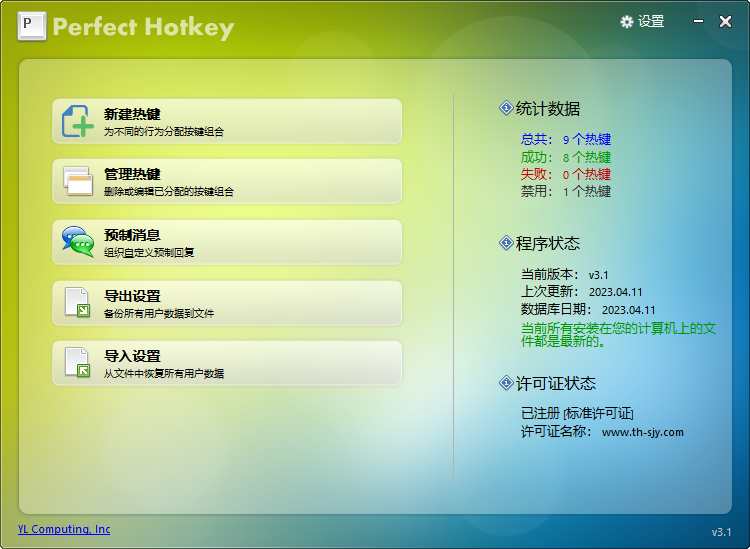 P Perfect Hotkey
设置
新建热键
为不同的行为分配按键组合
管理热键
删除或编辑已分配的按键组合
预制消息
组织自定义预制回复
导出设置
备份所有用户数据到文件
导入设置
从文件中恢复所有用户数据
统计数据
总共： 9 个热键
成功： 8 个热键
失败： 0 个热键
禁用： 1 个热键
程序状态
当前版本： v3.1
上次更新： 2023.04.11
数据库日期： 2023.04.11
当前所有安装在您的计算机上的文
件都是最新的。
许可证状态
已注册 [标准许可证]
许可证名称： www.th-sjy.com
YL Computing, Inc
v3.1